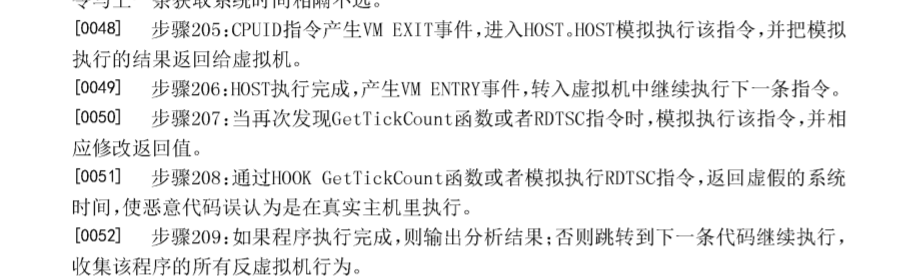 [0048] 步骤205:CPUID指令产生VM EXIT事件,进入HOST。HOST模拟执行该指令,并把模拟
执行的结果返回给虚拟机。
[0049] 步骤206:HOST执行完成,产生VM ENTRY事件,转入虚拟机中继续执行下一条指令。
[0050] 步骤207:当再次发现GetTickCount函数或者RDTSC指令时,模拟执行该指令,并相
应修改返回值。
[0051] 步骤208:通过HOOK GetTickCount函数或者模拟执行RDTSC指令,返回虚假的系统
时间,使恶意代码误认为是在真实主机里执行。
[0052] 步骤209:如果程序执行完成,则输出分析结果;否则跳转到下一条代码继续执行,
收集该程序的所有反虚拟机行为。